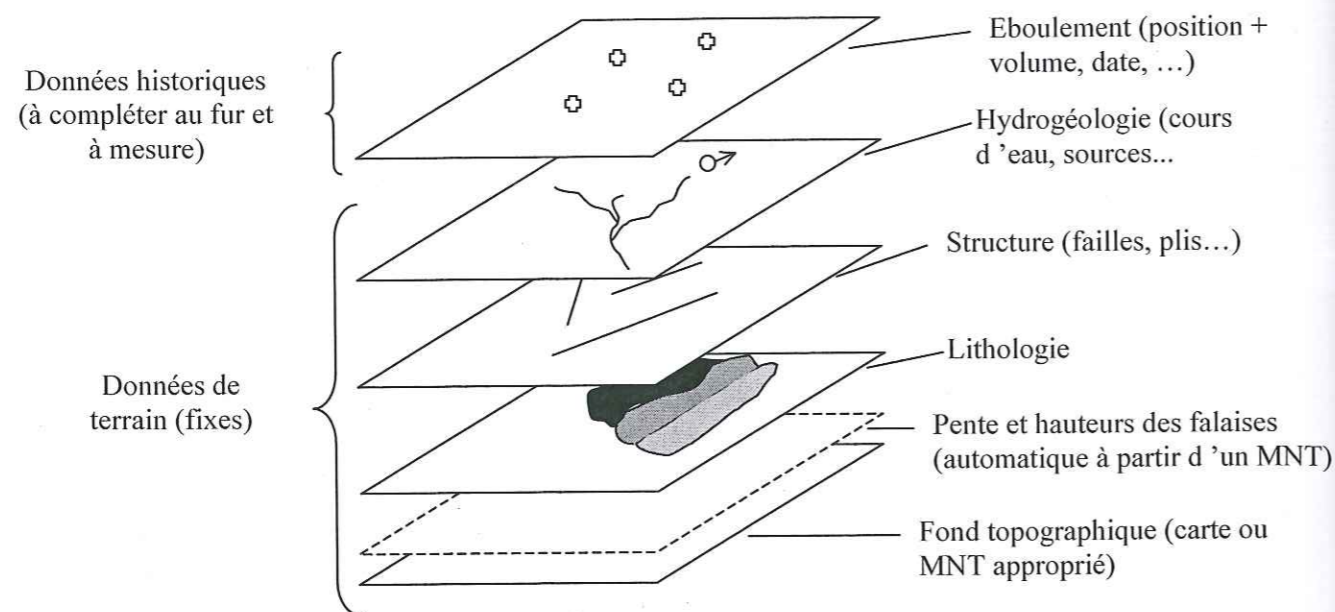 Données historiques
(à compléter au fur et
à mesure)
Eboulement (position +
volume, date, …)
Hydrogéologie (cours
d ’eau, sources...
Structure (failles, plis…)
Lithologie
Données de
terrain (fixes)
Pente et hauteurs des falaises
(automatique à partir d ’un MNT)
Fond topographique (carte ou
MNT approprié)